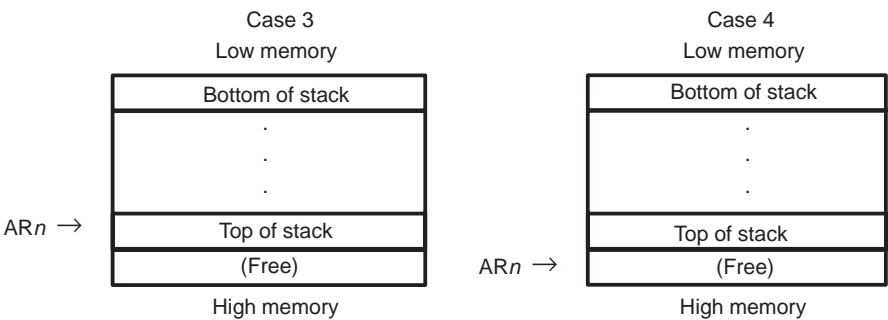 Case 3
Low memory
Bottom of stack
.
.
.
ARn → Top of stack
(Free)
High memory
Case 4
Low memory
Bottom of stack
.
.
.
Top of stack
ARn → (Free)
High memory